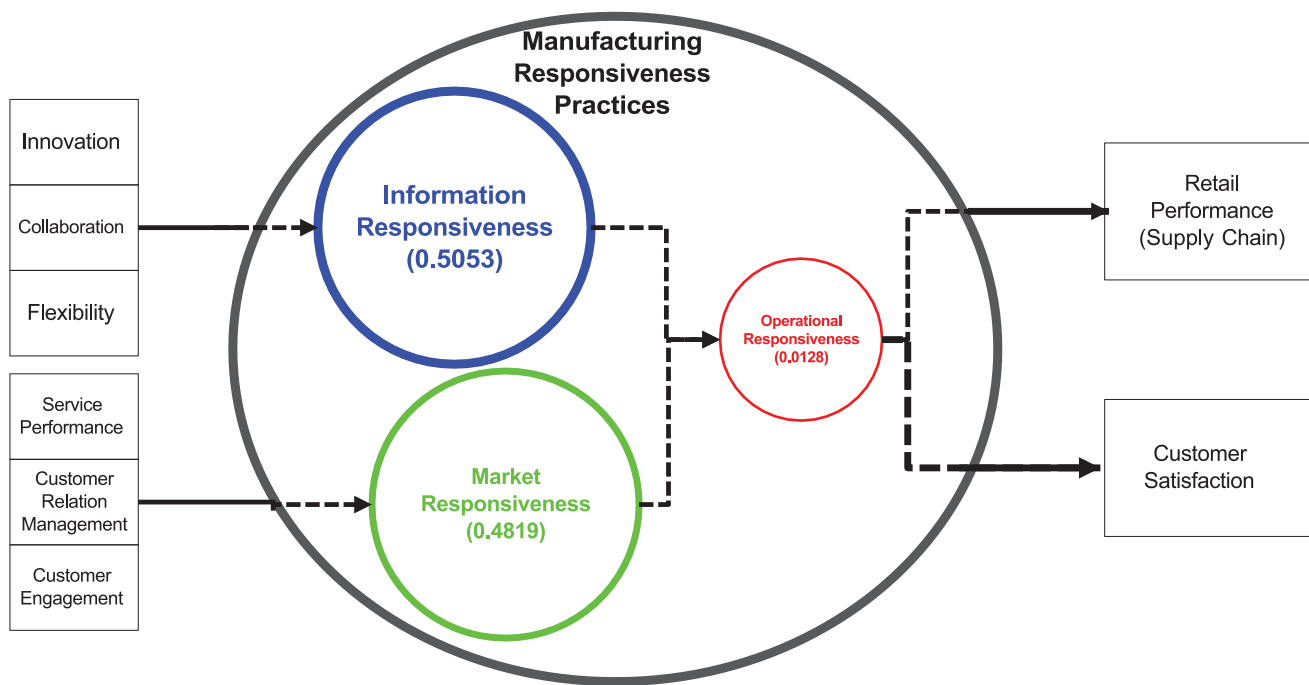 Manufacturing
Responsiveness
Practices
Innovation
Collaboration
Flexibility
Service
Performance
Customer
Relation
Management
Customer
Engagement
Information
Responsiveness
(0.5053)
Market
Responsiveness
(0.4819)
Operational
Responsiveness
(0.0128)
Retail
Performance
(Supply Chain)
Customer
Satisfaction